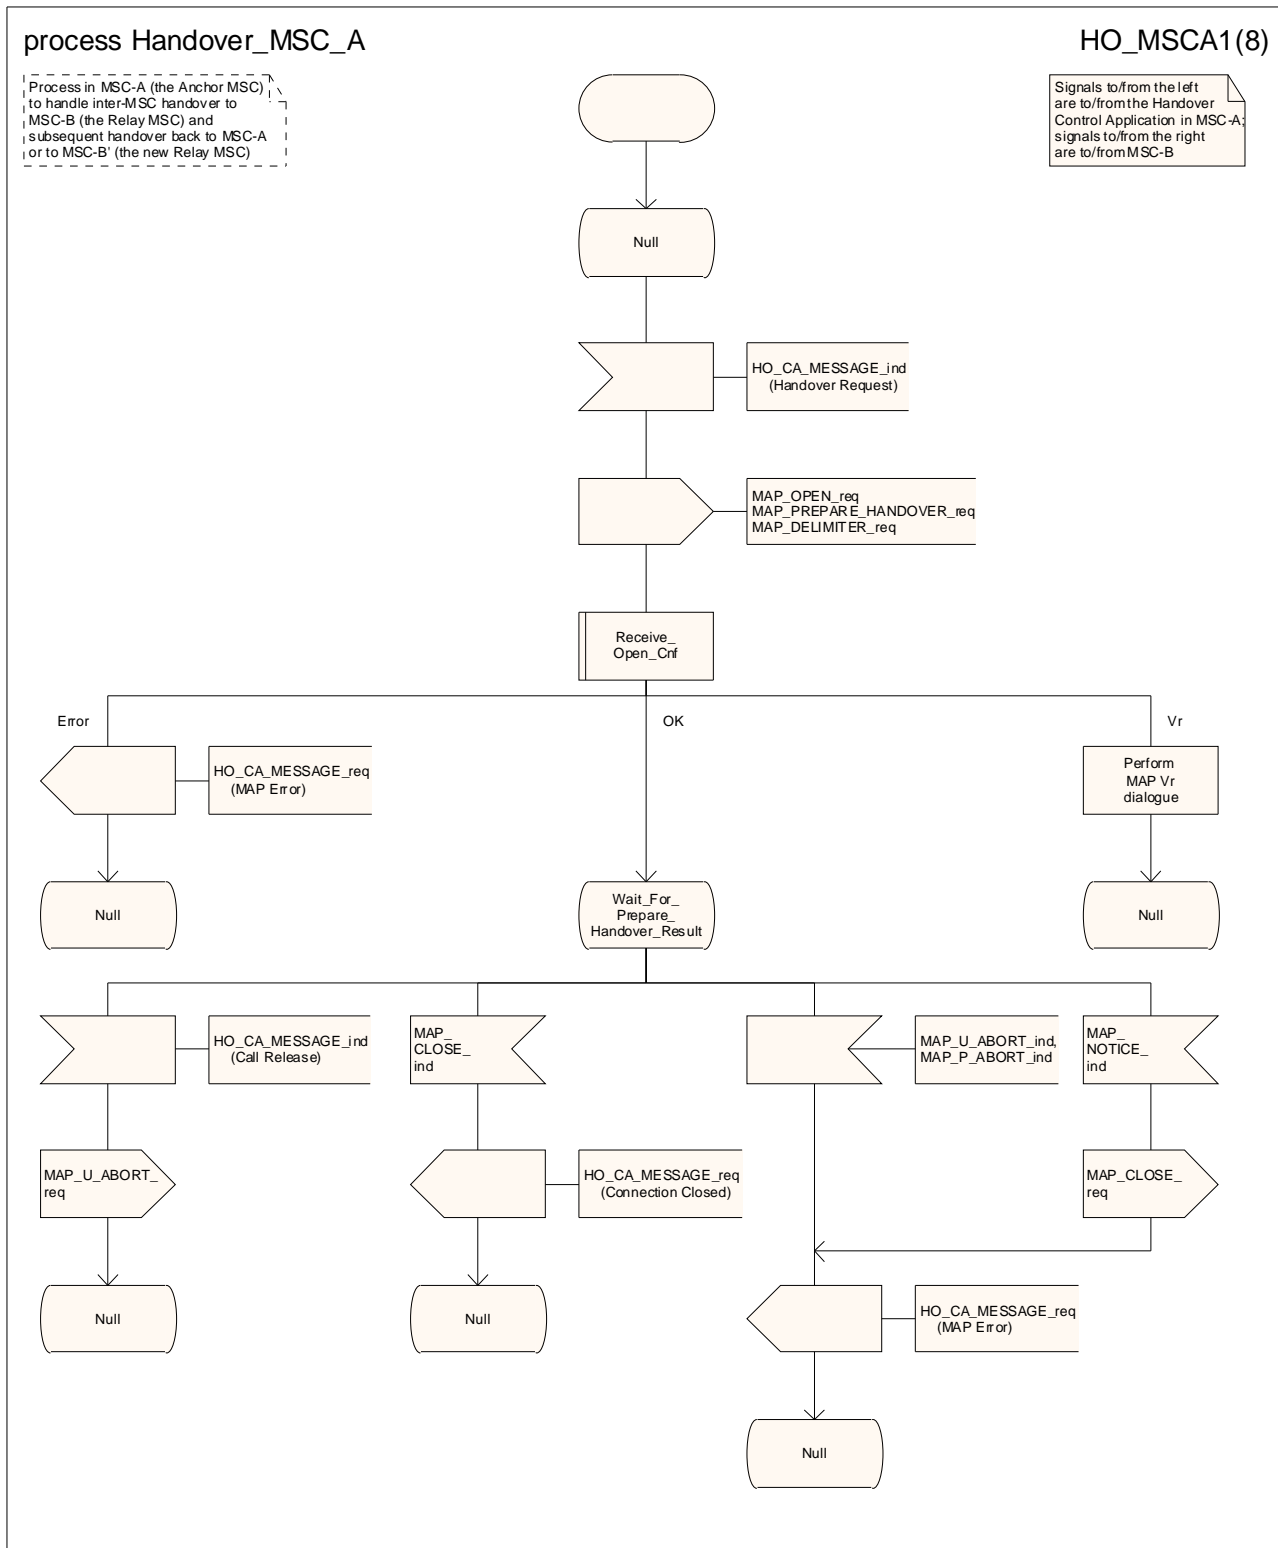 process Handover_MSC_A
HO_MSCA1(8)
Process in MSC-A (the Anchor MSC)
to handle inter-MSC handover to
MSC-B (the Relay MSC) and
subsequent handover back to MSC-A
or to MSC-B' (the new Relay MSC)
Signals to/from the left
are to/from the Handover
Control Application in MSC-A;
signals to/from the right
are to/from MSC-B
Null
HO_CA_MESSAGE_ind
(Handover Request)
MAP_OPEN_req
MAP_PREPARE_HANDOVER_req
MAP_DELIMITER_req
Receive_
Open_Cnf
Error
OK
Vr
HO_CA_MESSAGE_req
(MAP Error)
Perform
MAP Vr
dialogue
Null
Wait_For_
Prepare_
Handover_Result
Null
HO_CA_MESSAGE_ind
(Call Release)
MAP_
CLOSE_
ind
MAP_U_ABORT_ind,
MAP_P_ABORT_ind
MAP_
NOTICE_
ind
MAP_U_ABORT_
req
HO_CA_MESSAGE_req
(Connection Closed)
MAP_CLOSE_
req
Null
Null
HO_CA_MESSAGE_req
(MAP Error)
Null